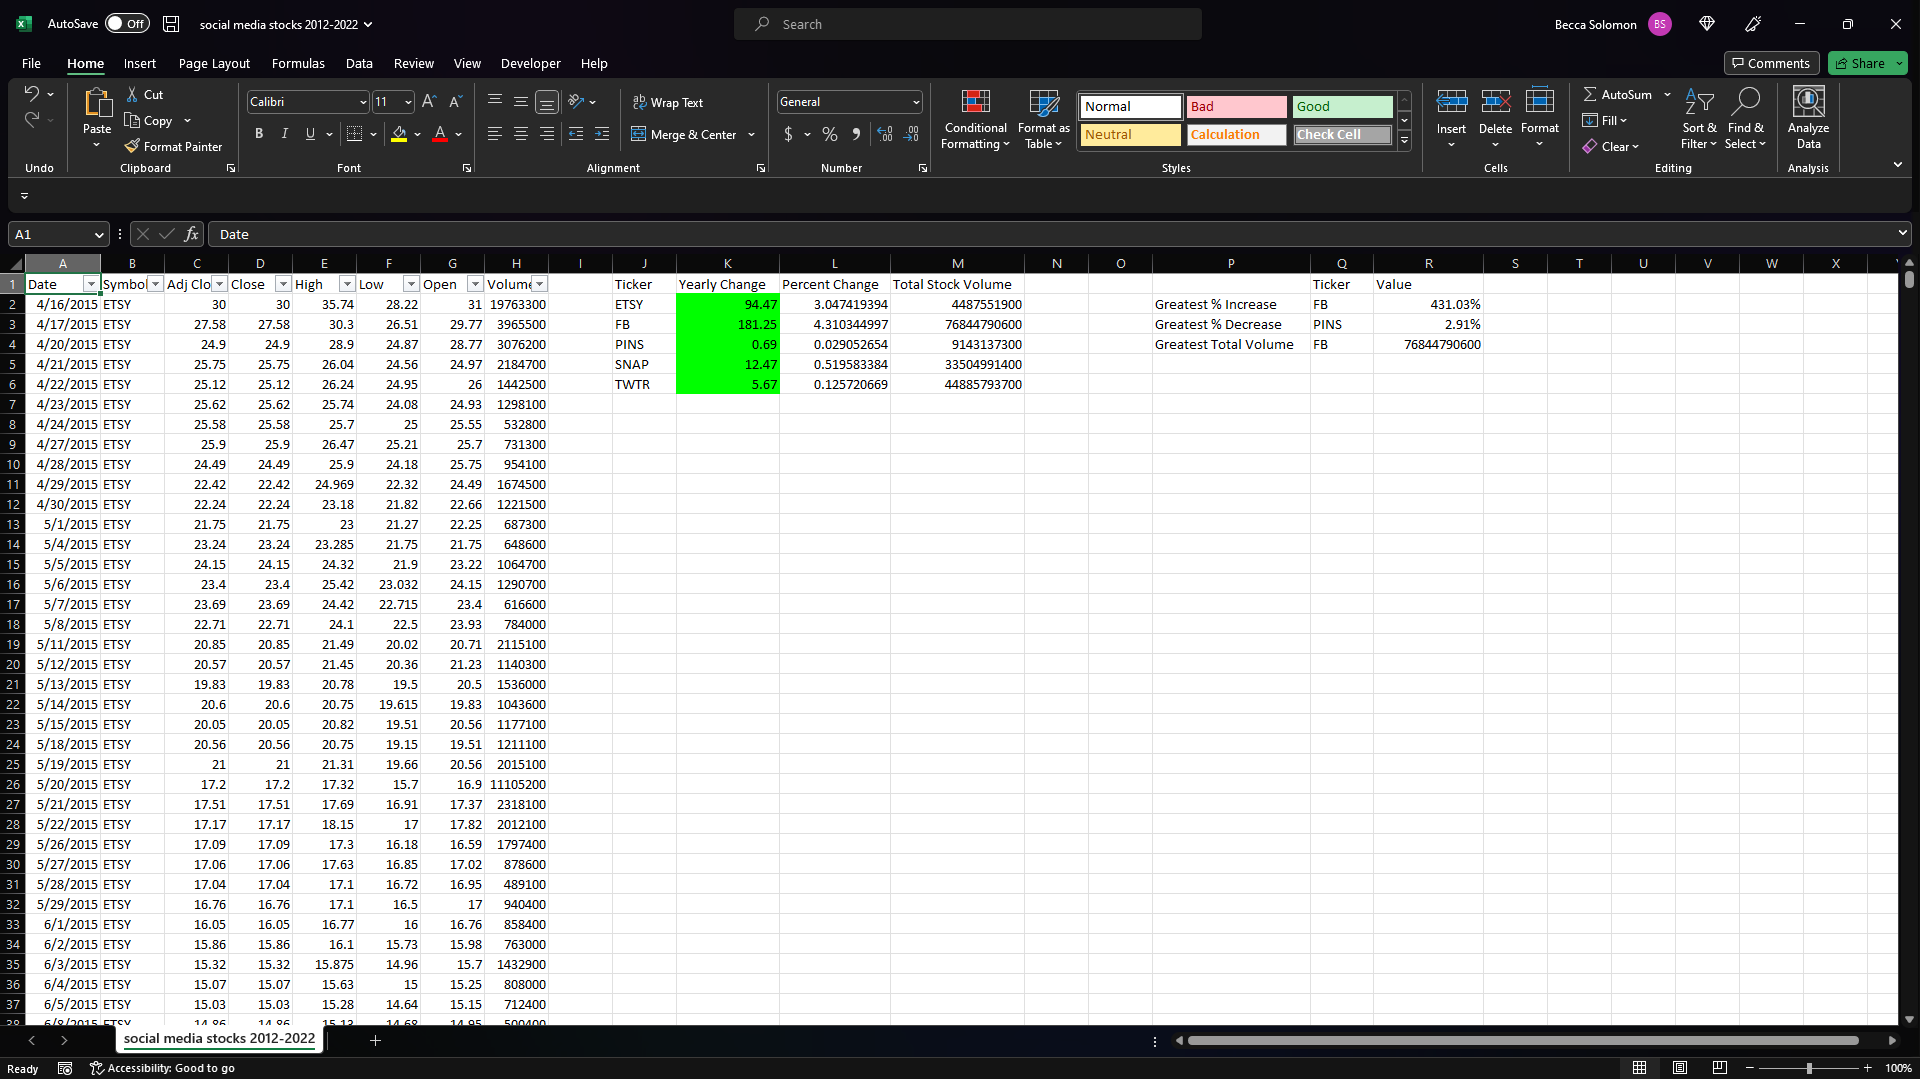 AutoSave Off social media stocks 2012-2022 Search Becca Solomon BS
File Home Insert Page Layout Formulas Data Review View Developer Help Comments Share
Cut Calibri 11 Wrap Text General Normal Bad Good AutoSum
Paste Copy Conditional Formatting Format as Table Insert Delete Format Fill Sort & Filter Find & Select Analyze Data
Format Painter B I U A Merge & Center $ % Neutral Calculation Check Cell Clear
Undo Clipboard Font Alignment Number Styles Cells Editing Analysis
A1 fx Date
A B C D E F G H I J K L M N O P Q R S T U V W X
1 Date Symbol Adj Clo Close High Low Open Volume Ticker Yearly Change Percent Change Total Stock Volume Ticker Value
2 4/16/2015 ETSY 30 30 35.74 28.22 31 19763300 ETSY 94.47 3.047419394 4487551900 Greatest % Increase FB 431.03%
3 4/17/2015 ETSY 27.58 27.58 30.3 26.51 29.77 3965500 FB 181.25 4.310344997 76844790600 Greatest % Decrease PINS 2.91%
4 4/20/2015 ETSY 24.9 24.9 28.9 24.87 28.77 3076200 PINS 0.69 0.029052654 9143137300 Greatest Total Volume FB 76844790600
5 4/21/2015 ETSY 25.75 25.75 26.04 24.56 24.97 2184700 SNAP 12.47 0.519583384 33504991400
6 4/22/2015 ETSY 25.12 25.12 26.24 24.95 26 1442500 TWTR 5.67 0.125720669 44885793700
7 4/23/2015 ETSY 25.62 25.62 25.74 24.08 24.93 1298100
8 4/24/2015 ETSY 25.58 25.58 25.7 25 25.55 532800
9 4/27/2015 ETSY 25.9 25.9 26.47 25.21 25.7 731300
10 4/28/2015 ETSY 24.49 24.49 25.9 24.18 25.75 954100
11 4/29/2015 ETSY 22.42 22.42 24.969 22.32 24.49 1674500
12 4/30/2015 ETSY 22.24 22.24 23.18 21.82 22.66 1221500
13 5/1/2015 ETSY 21.75 21.75 23 21.27 22.25 687300
14 5/4/2015 ETSY 23.24 23.24 23.285 21.75 21.75 648600
15 5/5/2015 ETSY 24.15 24.15 24.32 21.9 23.22 1064700
16 5/6/2015 ETSY 23.4 23.4 25.42 23.032 24.15 1290700
17 5/7/2015 ETSY 23.69 23.69 24.42 22.715 23.4 616600
18 5/8/2015 ETSY 22.71 22.71 24.1 22.5 23.93 784000
19 5/11/2015 ETSY 20.85 20.85 21.49 20.02 20.71 2115100
20 5/12/2015 ETSY 20.57 20.57 21.45 20.36 21.23 1140300
21 5/13/2015 ETSY 19.83 19.83 20.78 19.5 20.5 1536000
22 5/14/2015 ETSY 20.6 20.6 20.75 19.615 19.83 1043600
23 5/15/2015 ETSY 20.05 20.05 20.82 19.51 20.56 1177100
24 5/18/2015 ETSY 20.56 20.56 20.75 19.15 19.51 1211100
25 5/19/2015 ETSY 21 21 21.31 19.66 20.56 2015100
26 5/20/2015 ETSY 17.2 17.2 17.32 15.7 16.9 11105200
27 5/21/2015 ETSY 17.51 17.51 17.69 16.91 17.37 2318100
28 5/22/2015 ETSY 17.17 17.17 18.15 17 17.82 2012100
29 5/26/2015 ETSY 17.09 17.09 17.3 16.18 16.59 1797400
30 5/27/2015 ETSY 17.06 17.06 17.63 16.85 17.02 878600
31 5/28/2015 ETSY 17.04 17.04 17.1 16.72 16.95 489100
32 5/29/2015 ETSY 16.76 16.76 17.1 16.5 17 940400
33 6/1/2015 ETSY 16.05 16.05 16.77 16 16.76 858400
34 6/2/2015 ETSY 15.86 15.86 16.1 15.73 15.98 763000
35 6/3/2015 ETSY 15.32 15.32 15.875 14.96 15.7 1432900
36 6/4/2015 ETSY 15.07 15.07 15.63 15 15.25 808000
37 6/5/2015 ETSY 15.03 15.03 15.28 14.64 15.15 712400
38 6/8/2015 ETSY 14.86 14.86 15.13 14.68 14.95 500400
social media stocks 2012-2022
Ready Accessibility: Good to go 100%